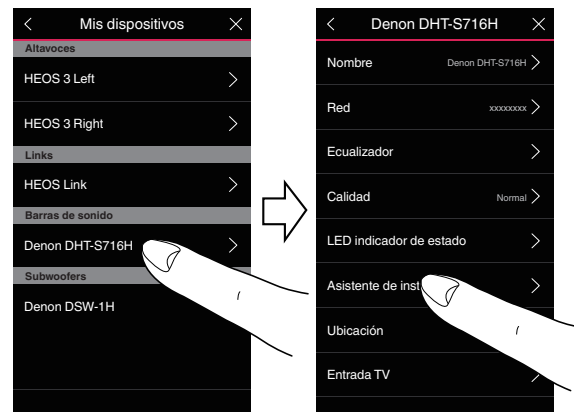 Mis dispositivos
Altavoces
HEOS 3 Left
HEOS 3 Right
Links
HEOS Link
Barras de sonido
Denon DHT-S716H
Subwoofers
Denon DSW-1H
Denon DHT-S716H
Nombre Denon DHT-S716H
Red xxxxxxxx
Ecualizador
Calidad Normal
LED indicador de estado
Asistente de inst
Ubicación
Entrada TV